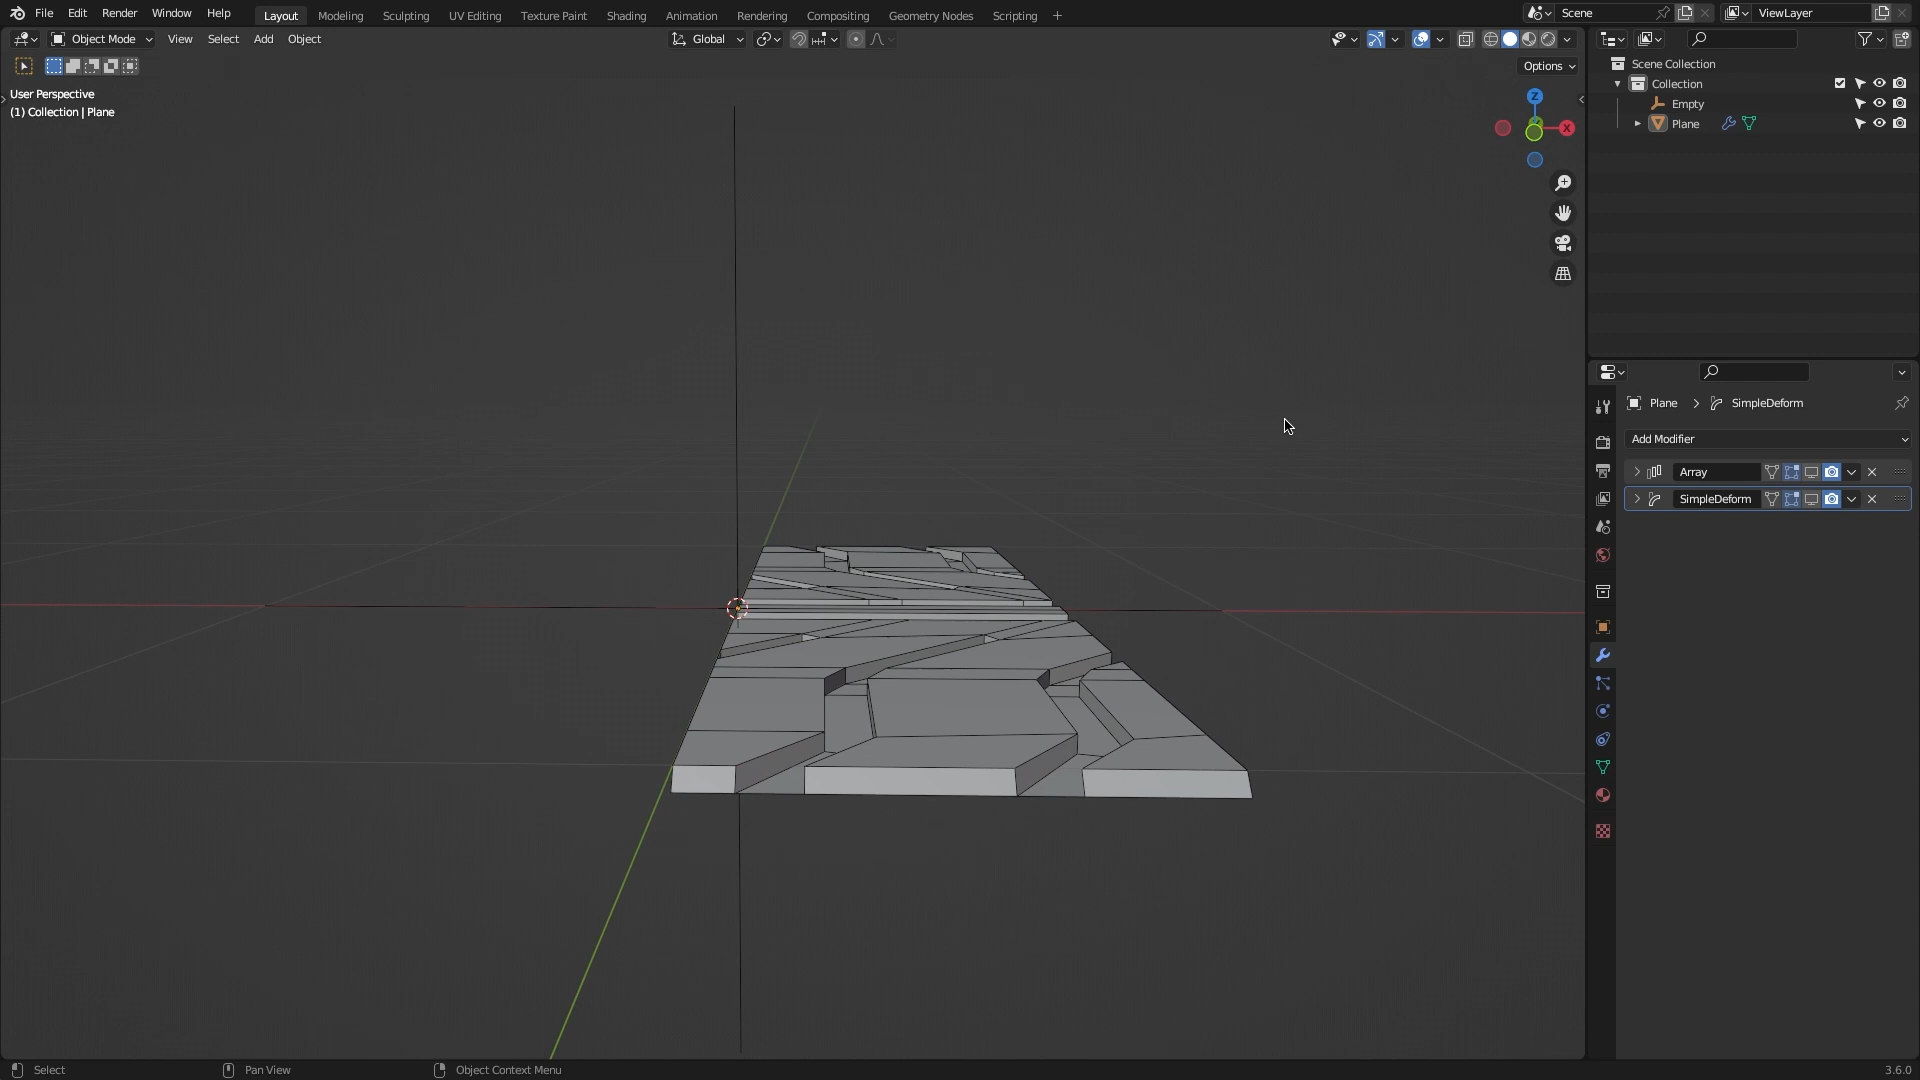 File Edit Render Window Help Layout Modeling Sculpting UV Editing Texture Paint Shading Animation Rendering Compositing Geometry Nodes Scripting + Scene ViewLayer
Object Mode View Select Add Object Global
Options
User Perspective
(1) Collection | Plane
Z
X
Scene Collection
Collection
Empty
Plane
Plane > SimpleDeform
Add Modifier
Array
SimpleDeform
Select Pan View Object Context Menu 3.6.0